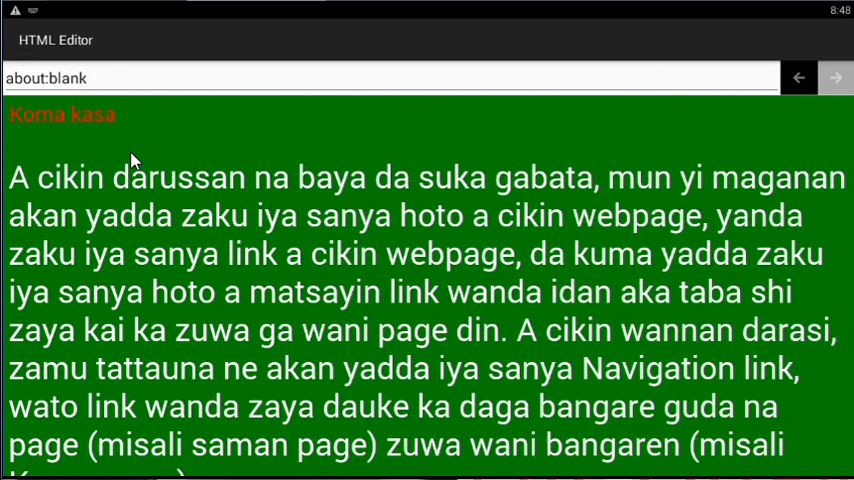 8:48
HTML Editor
about:blank
Koma kasa
A cikin darussan na baya da suka gabata, mun yi maganan
akan yadda zaku iya sanya hoto a cikin webpage, yanda
zaku iya sanya link a cikin webpage, da kuma yadda zaku
iya sanya hoto a matsayin link wanda idan aka taba shi
zaya kai ka zuwa ga wani page din. A cikin wannan darasi,
zamu tattauna ne akan yadda iya sanya Navigation link,
wato link wanda zaya dauke ka daga bangare guda na
page (misali saman page) zuwa wani bangaren (misali